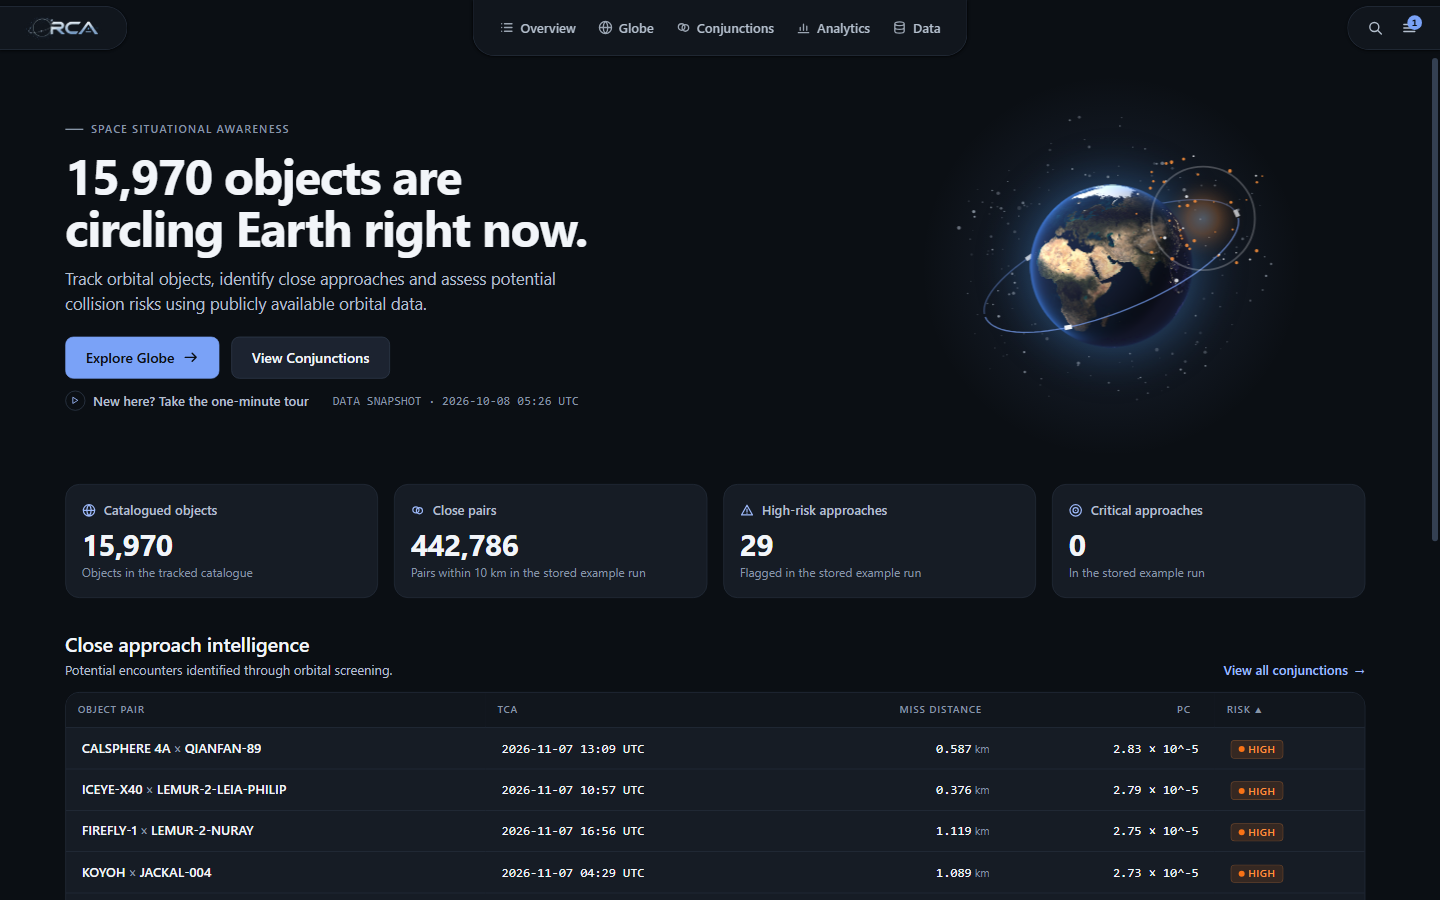 ORCA
Overview
Globe
Conjunctions
Analytics
Data
1
SPACE SITUATIONAL AWARENESS
15,970 objects are
circling Earth right now.
Track orbital objects, identify close approaches and assess potential
collision risks using publicly available orbital data.
Explore Globe →
View Conjunctions
New here? Take the one-minute tour
DATA SNAPSHOT · 2026-10-08 05:26 UTC
Catalogued objects
15,970
Objects in the tracked catalogue
Close pairs
442,786
Pairs within 10 km in the stored example run
High-risk approaches
29
Flagged in the stored example run
Critical approaches
0
In the stored example run
Close approach intelligence
Potential encounters identified through orbital screening.
View all conjunctions →
OBJECT PAIR TCA MISS DISTANCE PC RISK ▲
CALSPHERE 4A × QIANFAN-89 2026-11-07 13:09 UTC 0.587 km 2.83 × 10^-5 HIGH
ICEYE-X40 × LEMUR-2-LEIA-PHILIP 2026-11-07 10:57 UTC 0.376 km 2.79 × 10^-5 HIGH
FIREFLY-1 × LEMUR-2-NURAY 2026-11-07 16:56 UTC 1.119 km 2.75 × 10^-5 HIGH
KOYOH × JACKAL-004 2026-11-07 04:29 UTC 1.089 km 2.73 × 10^-5 HIGH